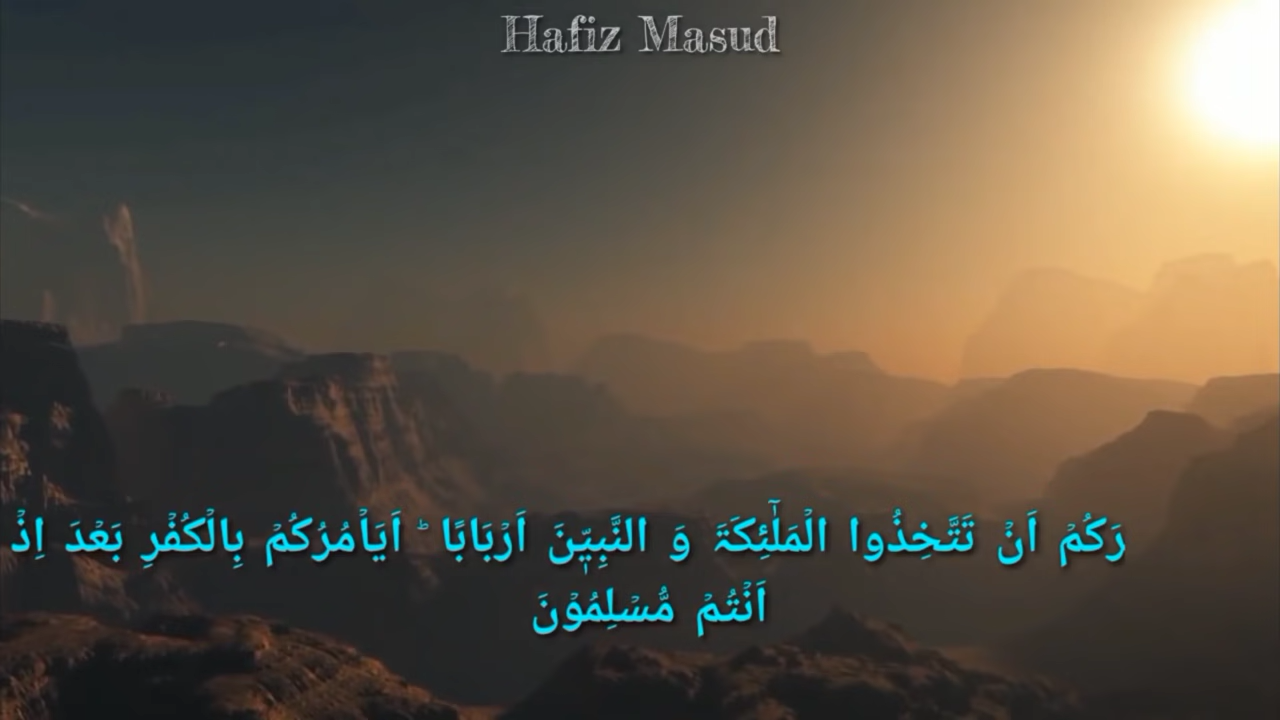 Hafiz Masud
رَكُمۡ اَنۡ تَتَّخِذُوا الۡمَلٰٓئِكَۃَ وَ النَّبِیّٖنَ اَرۡبَابًا ؕ اَیَاۡمُرُكُمۡ بِالۡكُفۡرِ بَعۡدَ اِذۡ
اَنۡتُمۡ مُّسۡلِمُوۡنَ